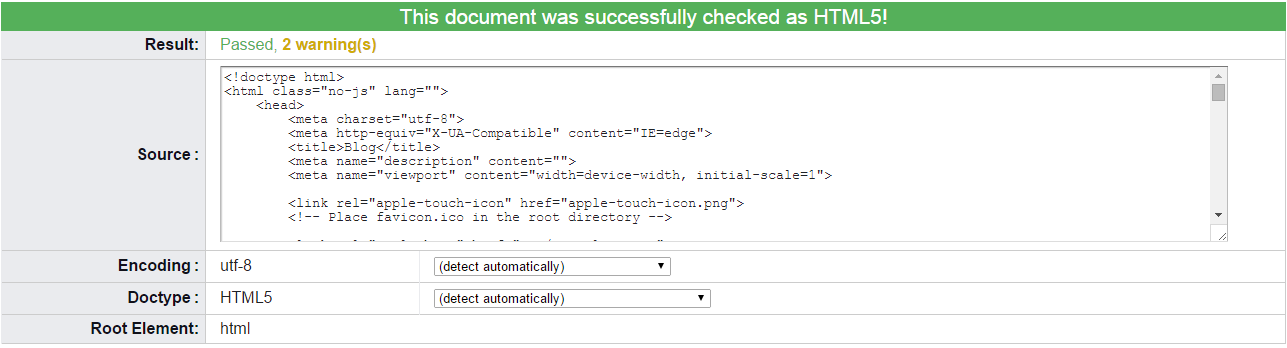 This document was successfully checked as HTML5!
Result: Passed, 2 warning(s)
Source :
<!doctype html>
<html class="no-js" lang="">
<head>
<meta charset="utf-8">
<meta http-equiv="X-UA-Compatible" content="IE=edge">
<title>Blog</title>
<meta name="description" content="">
<meta name="viewport" content="width=device-width, initial-scale=1">
<link rel="apple-touch-icon" href="apple-touch-icon.png">
<!-- Place favicon.ico in the root directory -->
Encoding : utf-8 (detect automatically)
Doctype : HTML5 (detect automatically)
Root Element: html